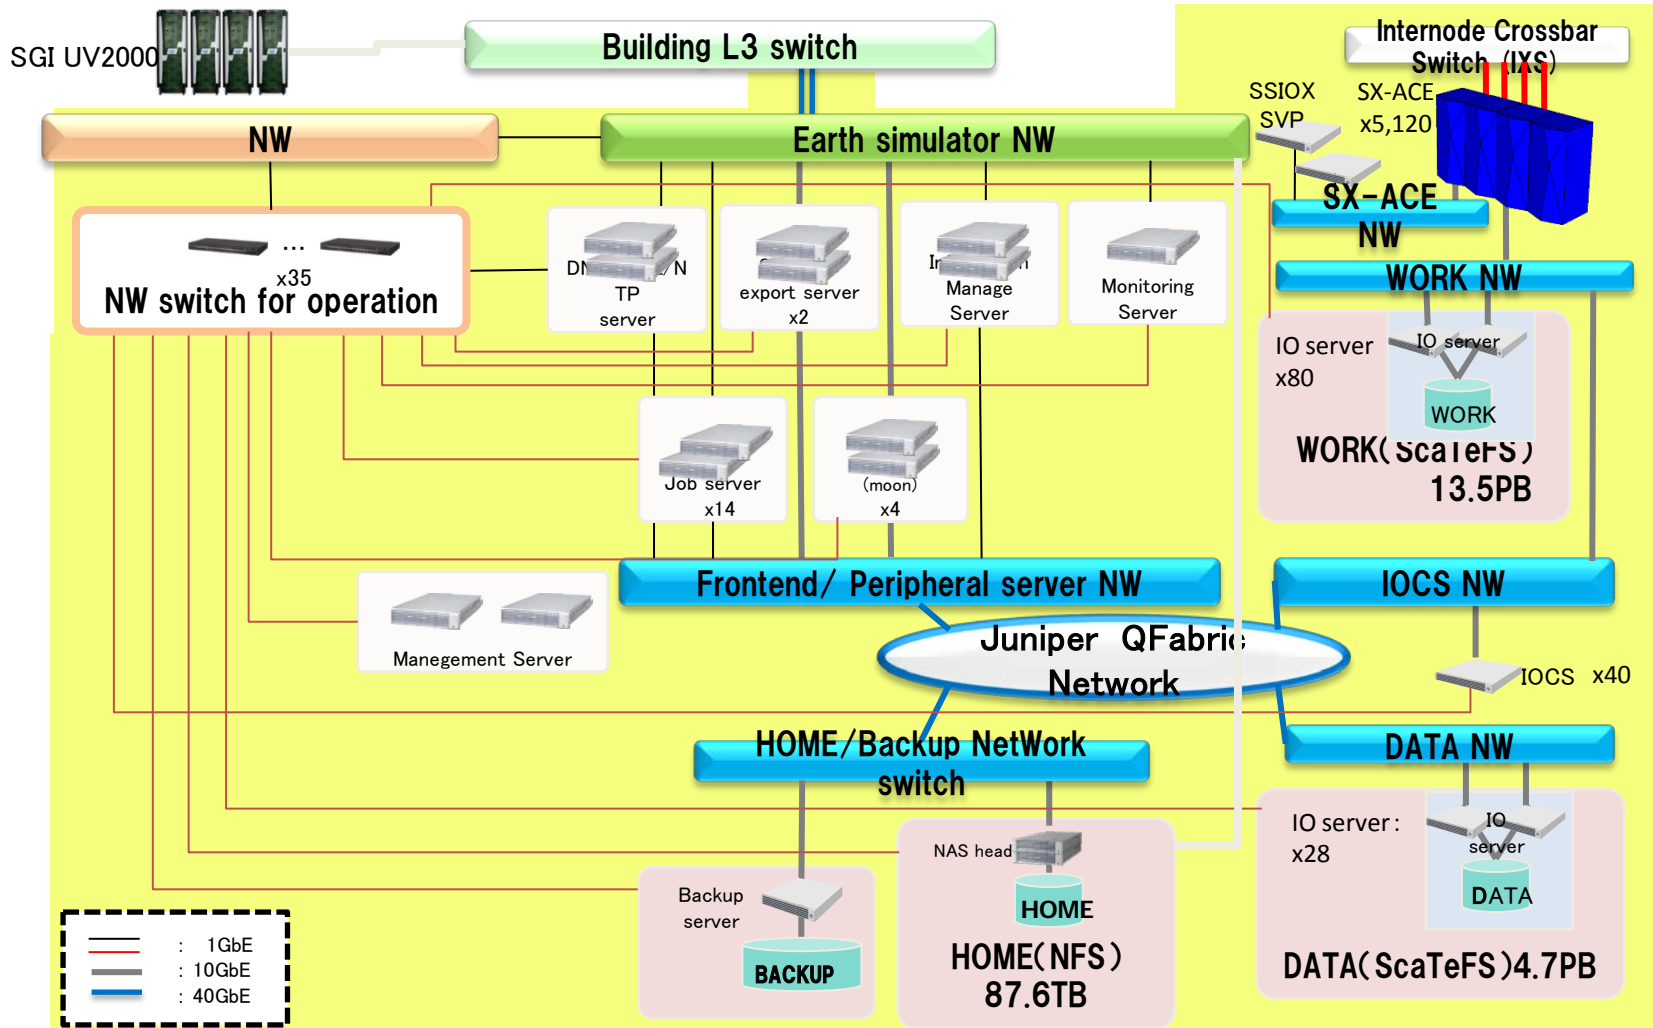 SGI UV2000
Building L3 switch
Internode Crossbar
Switch (IXS)
SSIOX
SVP
SX-ACE
x5,120
NW
Earth simulator NW
SX-ACE
NW
...
x35
NW switch for operation
TP
server
export server
x2
Manage
Server
Monitoring
Server
WORK NW
IO server
x80
IO server
WORK
WORK(ScaTeFS)
13.5PB
Job server
x14
(moon)
x4
Frontend/ Peripheral server NW
IOCS NW
Manegement Server
Juniper QFabric
Network
IOCS x40
HOME/Backup NetWork
switch
DATA NW
IO server:
x28
IO
server
DATA
DATA(ScaTeFS)4.7PB
NAS head
HOME
HOME(NFS)
87.6TB
Backup
server
BACKUP
: 1GbE
: 10GbE
: 40GbE